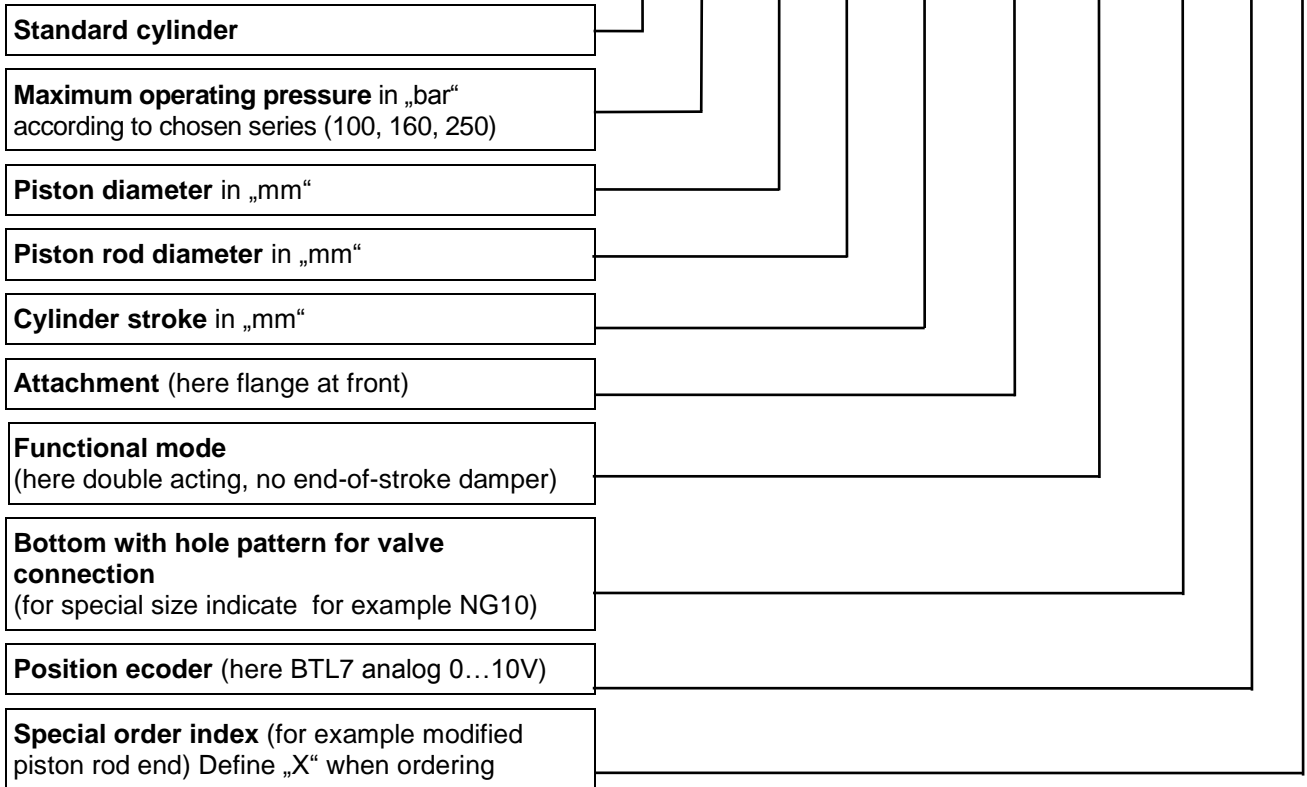 Standard cylinder
Maximum operating pressure in „bar“
according to chosen series (100, 160, 250)
Piston diameter in „mm“
Piston rod diameter in „mm“
Cylinder stroke in „mm“
Attachment (here flange at front)
Functional mode
(here double acting, no end-of-stroke damper)
Bottom with hole pattern for valve
connection
(for special size indicate for example NG10)
Position ecoder (here BTL7 analog 0…10V)
Special order index (for example modified
piston rod end) Define „X“ when ordering